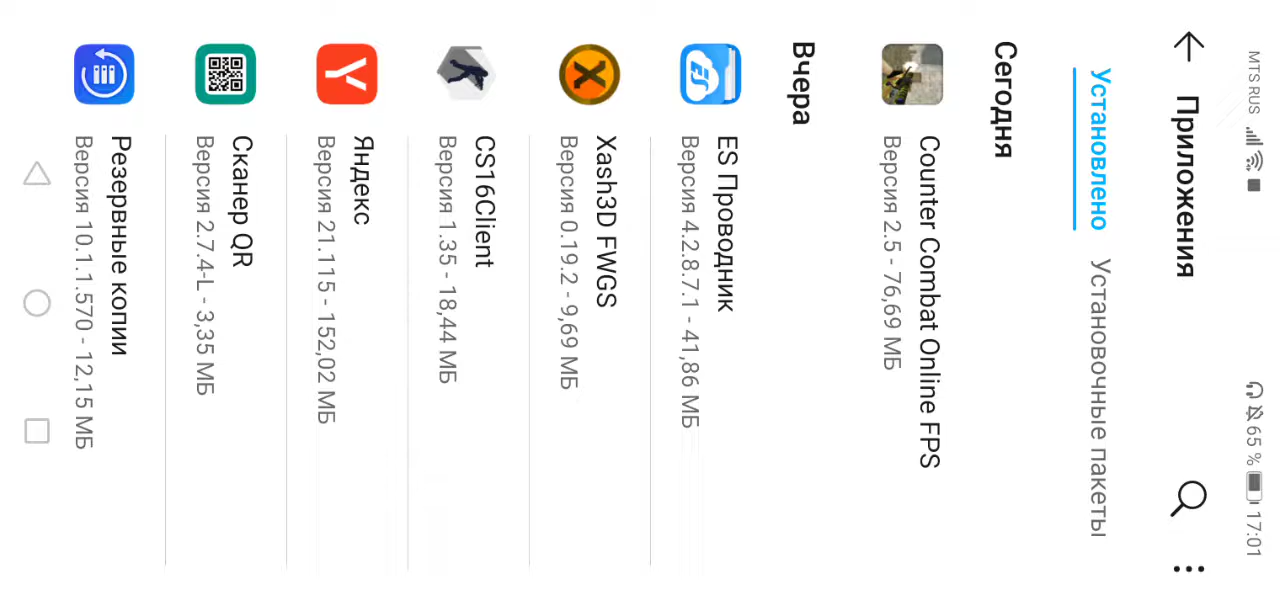 MTS RUS 65 % 17:01
Приложения
Установлено Установочные пакеты
Сегодня
Counter Combat Online FPS
Версия 2.5 - 76,69 МБ
Вчера
ES Проводник
Версия 4.2.8.7.1 - 41,86 МБ
Xash3D FWGS
Версия 0.19.2 - 9,69 МБ
CS16Client
Версия 1.35 - 18,44 МБ
Яндекс
Версия 21.115 - 152,02 МБ
Сканер QR
Версия 2.7.4-L - 3,35 МБ
Резервные копии
Версия 10.1.1.570 - 12,15 МБ